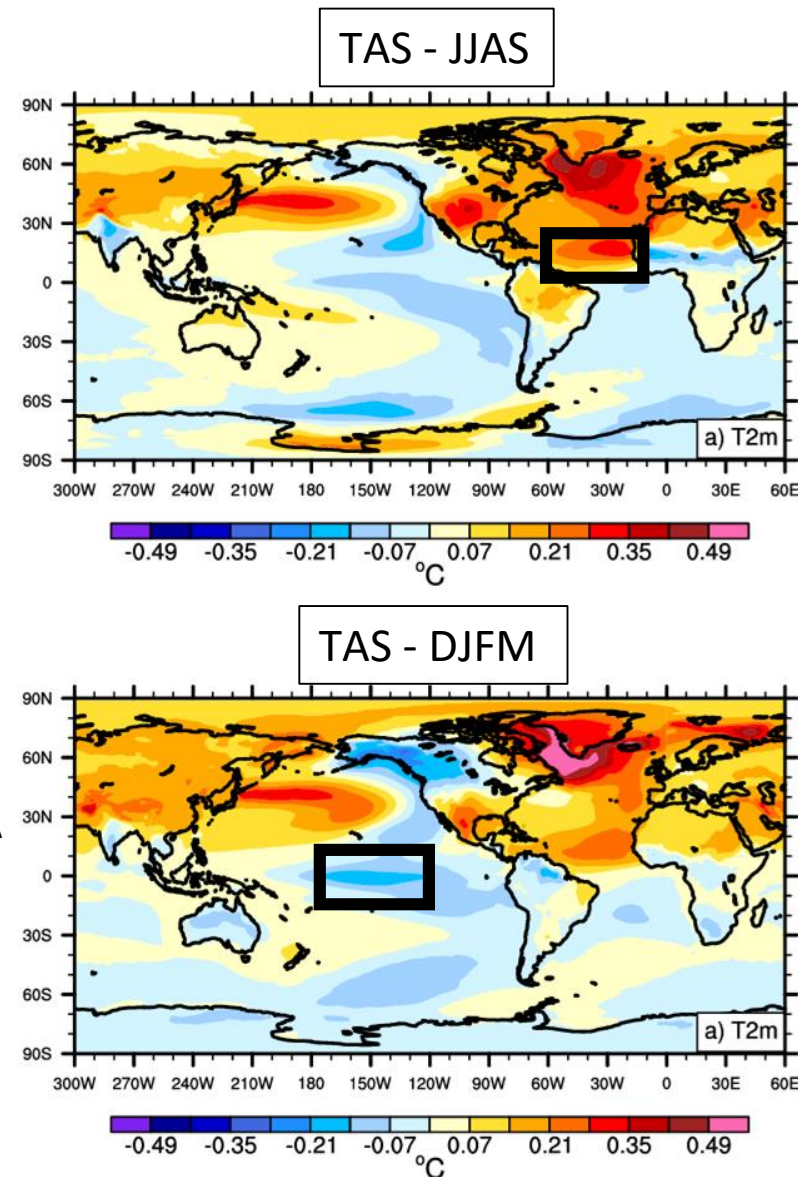 TAS - JJAS
90N
60N
30N
0
30S
60S
90S
a) T2m
300W 270W 240W 210W 180 150W 120W 90W 60W 30W 0 30E 60E
-0.49 -0.35 -0.21 -0.07 0.07 0.21 0.35 0.49
°C
TAS - DJFM
90N
60N
30N
0
30S
60S
90S
a) T2m
300W 270W 240W 210W 180 150W 120W 90W 60W 30W 0 30E 60E
-0.49 -0.35 -0.21 -0.07 0.07 0.21 0.35 0.49
°C